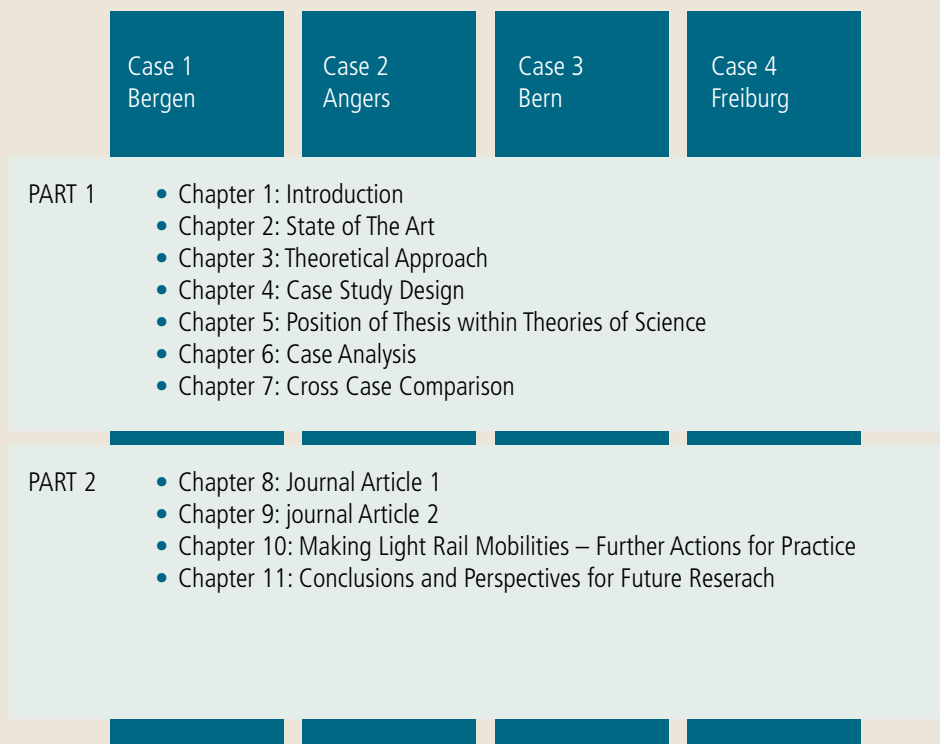 Case 1
Bergen
Case 2
Angers
Case 3
Bern
Case 4
Freiburg
PART 1
• Chapter 1: Introduction
• Chapter 2: State of The Art
• Chapter 3: Theoretical Approach
• Chapter 4: Case Study Design
• Chapter 5: Position of Thesis within Theories of Science
• Chapter 6: Case Analysis
• Chapter 7: Cross Case Comparison
PART 2
• Chapter 8: Journal Article 1
• Chapter 9: journal Article 2
• Chapter 10: Making Light Rail Mobilities – Further Actions for Practice
• Chapter 11: Conclusions and Perspectives for Future Reserach